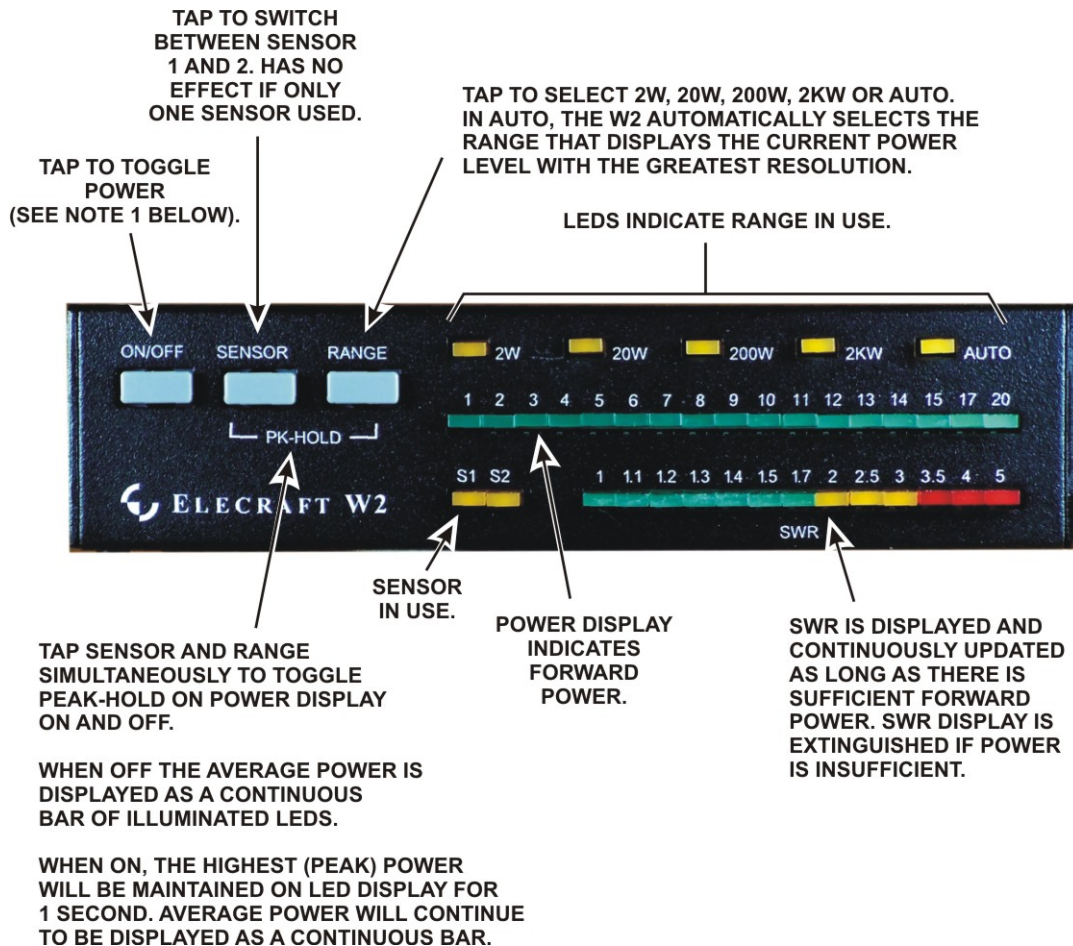 TAP TO SWITCH
BETWEEN SENSOR
1 AND 2. HAS NO
EFFECT IF ONLY
ONE SENSOR USED.
TAP TO SELECT 2W, 20W, 200W, 2KW OR AUTO.
IN AUTO, THE W2 AUTOMATICALLY SELECTS THE
RANGE THAT DISPLAYS THE CURRENT POWER
LEVEL WITH THE GREATEST RESOLUTION.
TAP TO TOGGLE
POWER
(SEE NOTE 1 BELOW).
LEDS INDICATE RANGE IN USE.
ON/OFF SENSOR RANGE
2W 20W 200W 2KW AUTO
1 2 3 4 5 6 7 8 9 10 11 12 13 14 15 17 20
PK-HOLD
S1 S2 1 1.1 1.2 1.3 1.4 1.5 1.7 2 2.5 3 3.5 4 5
ELECRAFT W2
SWR
SENSOR
IN USE.
POWER DISPLAY
INDICATES
FORWARD
POWER.
SWR IS DISPLAYED AND
CONTINUOUSLY UPDATED
AS LONG AS THERE IS
SUFFICIENT FORWARD
POWER. SWR DISPLAY IS
EXTINGUISHED IF POWER
IS INSUFFICIENT.
TAP SENSOR AND RANGE
SIMULTANEOUSLY TO TOGGLE
PEAK-HOLD ON POWER DISPLAY
ON AND OFF.
WHEN OFF THE AVERAGE POWER IS
DISPLAYED AS A CONTINUOUS
BAR OF ILLUMINATED LEDS.
WHEN ON, THE HIGHEST (PEAK) POWER
WILL BE MAINTAINED ON LED DISPLAY FOR
1 SECOND. AVERAGE POWER WILL CONTINUE
TO BE DISPLAYED AS A CONTINUOUS BAR.